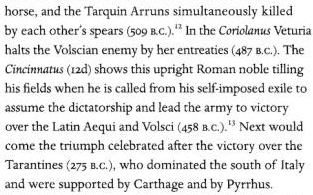 horse, and the Tarquin Arruns simultaneously killed
by each other's spears (509 B.C.).¹² In the Coriolanus Veturia
halts the Volscian enemy by her entreaties (487 B.C.). The
Cincinnatus (12d) shows this upright Roman noble tilling
his fields when he is called from his self-imposed exile to
assume the dictatorship and lead the army to victory
over the Latin Aequi and Volsci (458 B.C.).¹³ Next would
come the triumph celebrated after the victory over the
Tarantines (275 B.C.), who dominated the south of Italy
and were supported by Carthage and by Pyrrhus.